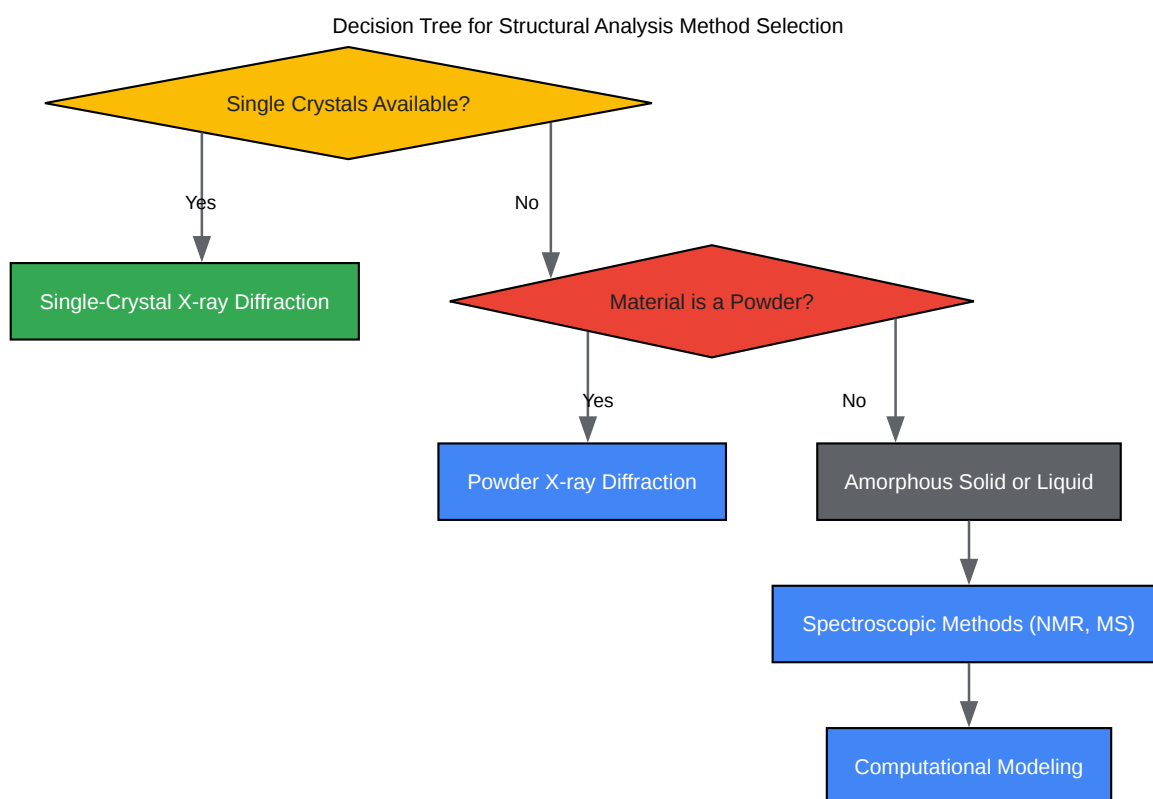 Decision Tree for Structural Analysis Method Selection
Single Crystals Available?
Yes
No
Single-Crystal X-ray Diffraction
Material is a Powder?
Yes
No
Powder X-ray Diffraction
Amorphous Solid or Liquid
Spectroscopic Methods (NMR, MS)
Computational Modeling